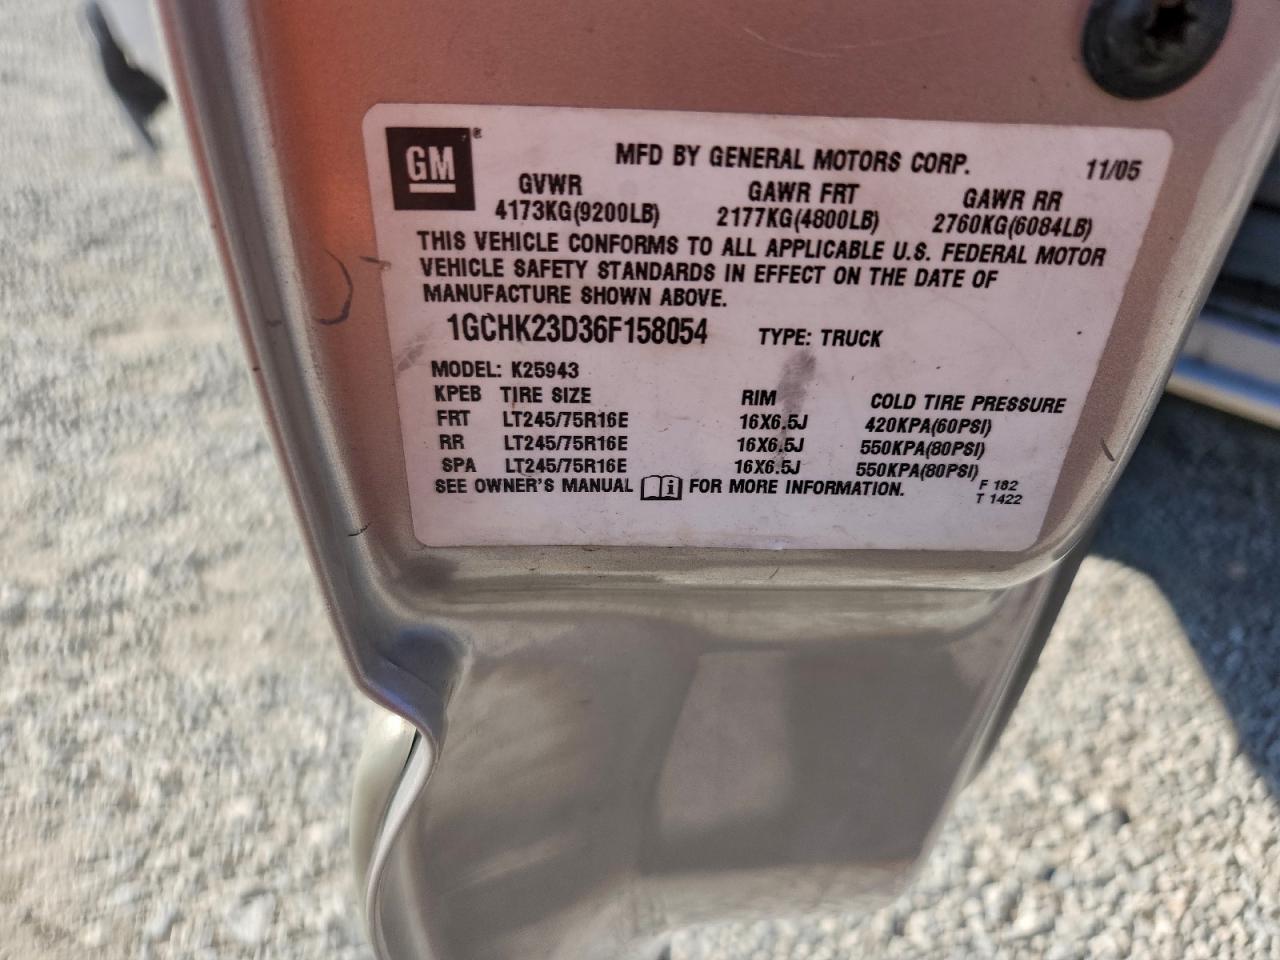 GM ®
MFD BY GENERAL MOTORS CORP. 11/05
GVWR GAWR FRT GAWR RR
4173KG(9200LB) 2177KG(4800LB) 2760KG(6084LB)
THIS VEHICLE CONFORMS TO ALL APPLICABLE U.S. FEDERAL MOTOR
VEHICLE SAFETY STANDARDS IN EFFECT ON THE DATE OF
MANUFACTURE SHOWN ABOVE.
1GCHK23D36F158054 TYPE: TRUCK
MODEL: K25943
KPEB TIRE SIZE RIM COLD TIRE PRESSURE
FRT LT245/75R16E 16X6.5J 420KPA(60PSI)
RR LT245/75R16E 16X6.5J 550KPA(80PSI)
SPA LT245/75R16E 16X6.5J 550KPA(80PSI)
SEE OWNER'S MANUAL i FOR MORE INFORMATION. F 182
T 1422